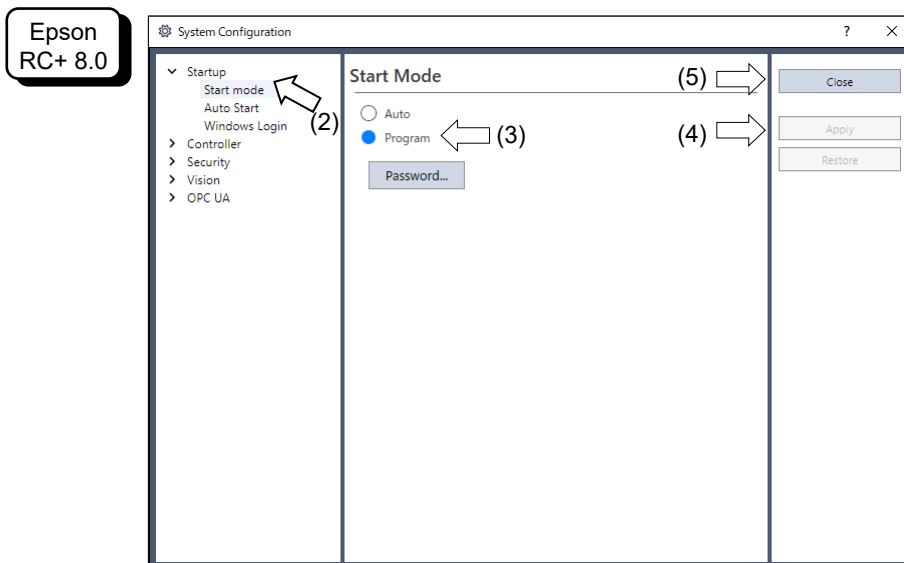 Epson
RC+ 8.0
System Configuration
?
Startup
Start mode
Auto Start
Windows Login
Controller
Security
Vision
OPC UA
(2)
Start Mode
Auto
Program
(3)
Password...
(5)
Close
(4)
Apply
Restore